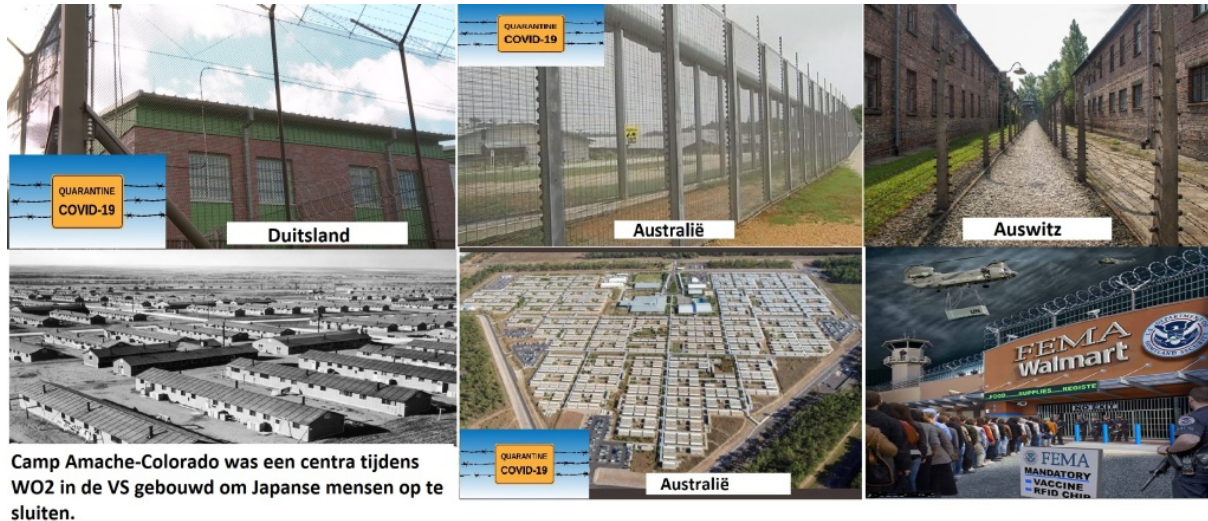 QUARANTINE
COVID-19
Duitsland
QUARANTINE
COVID-19
Australië
Auswitz
Camp Amache-Colorado was een centra tijdens
WO2 in de VS gebouwd om Japanse mensen op te
sluiten.
QUARANTINE
COVID-19
Australië
FEMA
Walmart
FOOD
SUPPLIES
REGISTE
NO EXIT
FEMA
MANDATORY
VACCINE
RFID CHIP